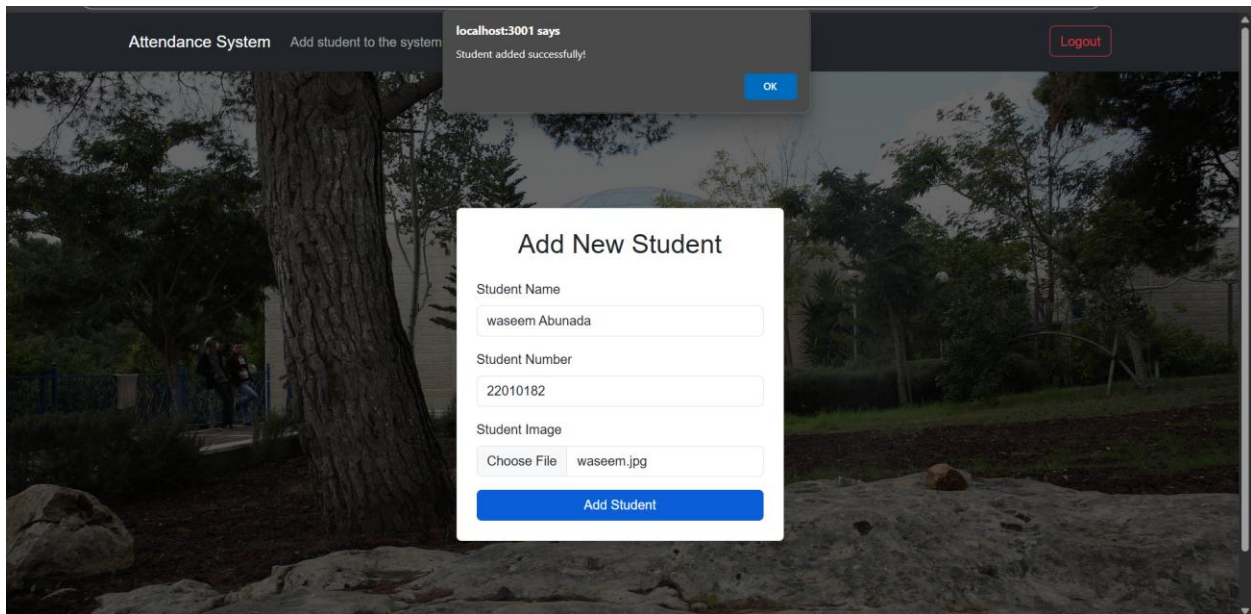 localhost:3001 says
Student added successfully!
OK
Attendance System Add student to the system Logout
Add New Student
Student Name
waseem Abunada
Student Number
22010182
Student Image
Choose File waseem.jpg
Add Student